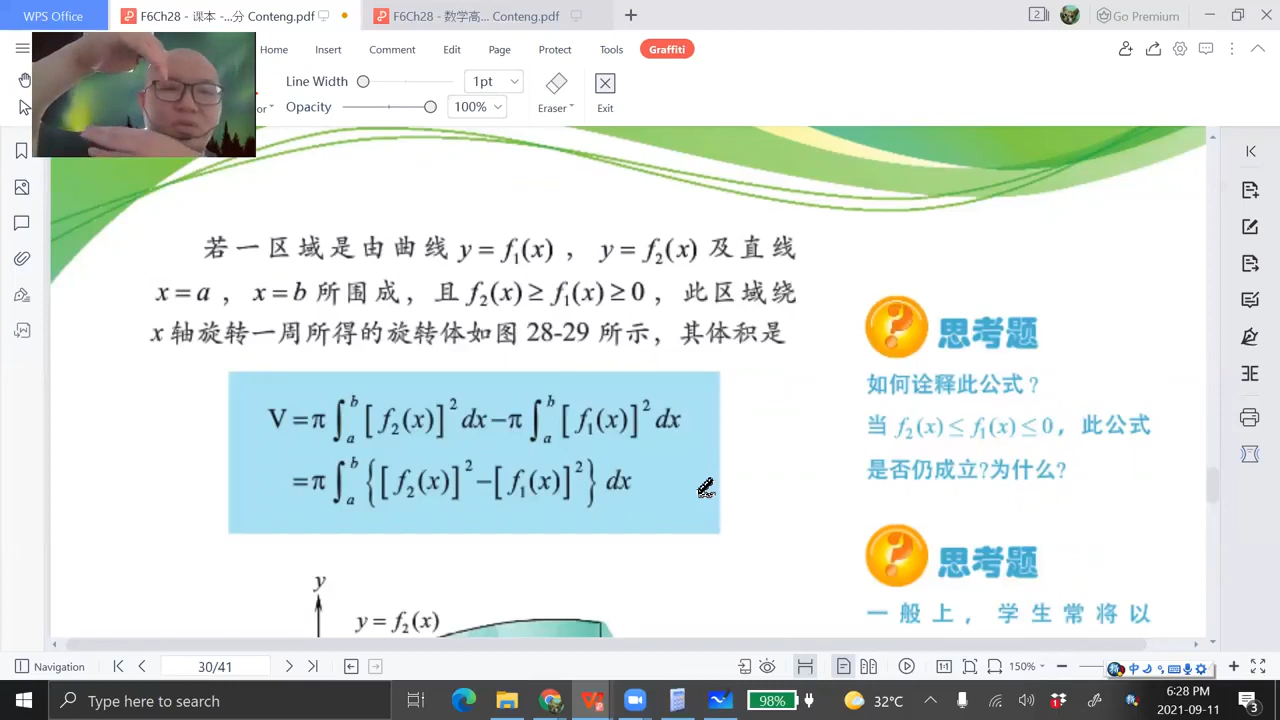 WPS Office
F6Ch28 - 课本 -...分 Conteng.pdf
F6Ch28 - 数学高... Conteng.pdf
Go Premium
Home Insert Comment Edit Page Protect Tools Graffiti
Line Width 1pt
or Opacity 100% Eraser Exit
若一区域是由曲线 y = f₁(x) , y = f₂(x) 及直线
x = a , x = b 所围成, 且 f₂(x) ≥ f₁(x) ≥ 0 , 此区域绕
x 轴旋转一周所得的旋转体如图 28-29 所示, 其体积是
V = π∫ₐᵇ [f₂(x)]² dx − π∫ₐᵇ [f₁(x)]² dx
= π∫ₐᵇ {[f₂(x)]² − [f₁(x)]²} dx
y
y = f₂(x)
思考题
如何诠释此公式?
当 f₂(x) ≤ f₁(x) ≤ 0, 此公式
是否仍成立?为什么?
思考题
一般上, 学生常将以
Navigation 30/41 150%
中
Type here to search
98%
32°C
6:28 PM
2021-09-11
3